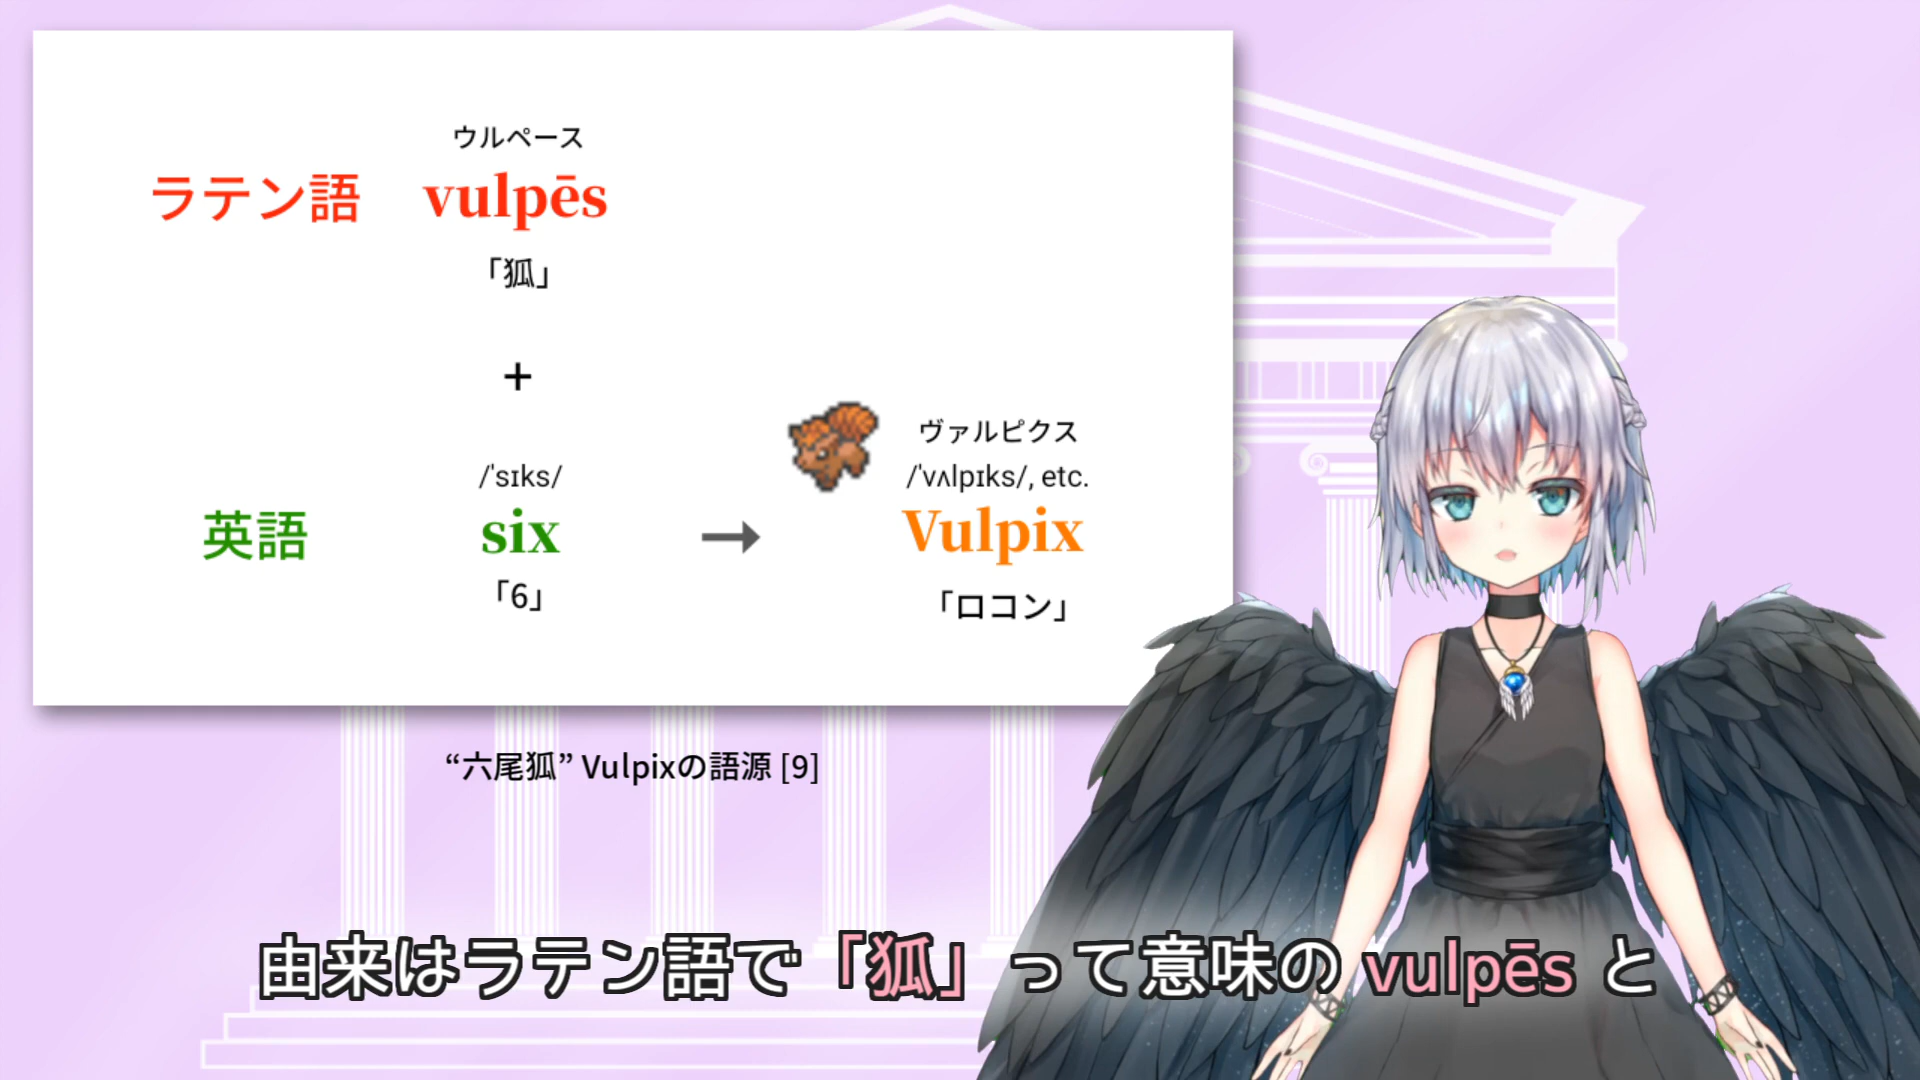 ウルペース
ラテン語 vulpēs
「狐」
+
ヴァルピクス
/ˈsɪks/ /ˈvʌlpɪks/, etc.
英語 six → Vulpix
「6」 「ロコン」
“六尾狐” Vulpixの語源 [9]
由来はラテン語で「狐」って意味の vulpēs と